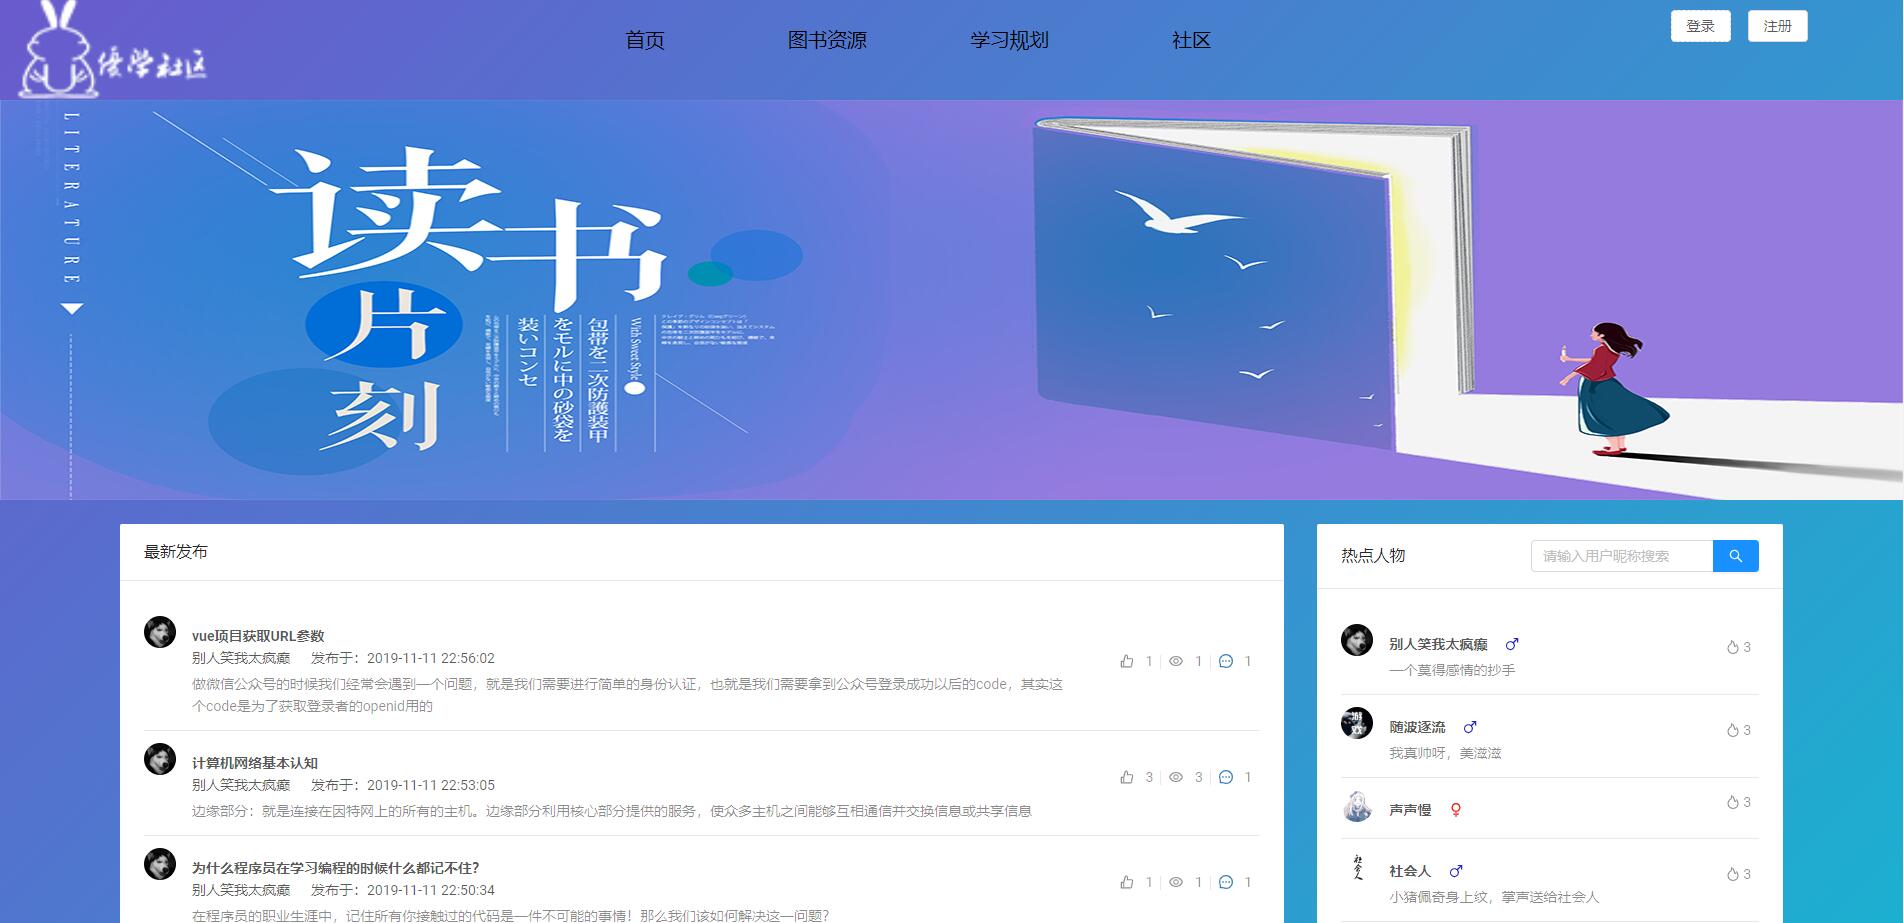 優学社区
首页
图书资源
学习规划
社区
登录
注册
LIITERATURE
读书
片刻
With Sweet Style
包帯を二次防護装甲
をモルに中の砂袋を
装いコンセ
最新发布
vue项目获取URL参数
别人笑我太疯癫 发布于：2019-11-11 22:56:02
1 1 1
做微信公众号的时候我们经常会遇到一个问题，就是我们需要进行简单的身份认证，也就是我们需要拿到公众号登录成功以后的code，其实这
个code是为了获取登录者的openid用的
计算机网络基本认知
别人笑我太疯癫 发布于：2019-11-11 22:53:05
3 3 1
边缘部分：就是连接在因特网上的所有的主机。边缘部分利用核心部分提供的服务，使众多主机之间能够互相通信并交换信息或共享信息
为什么程序员在学习编程的时候什么都记不住？
别人笑我太疯癫 发布于：2019-11-11 22:50:34
1 1 1
在程序员的职业生涯中，记住所有你接触过的代码是一件不可能的事情！那么我们该如何解决这一问题？
热点人物
请输入用户昵称搜索
别人笑我太疯癫 ♂
3
一个莫得感情的抄手
随波逐流 ♂
3
我真帅呀，美滋滋
声声慢 ♀
3
社会人
社会人 ♂
3
小猪佩奇身上纹，掌声送给社会人